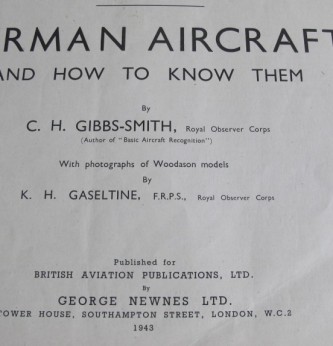 RMAN AIRCRAFT
AND HOW TO KNOW THEM
By
C. H. GIBBS-SMITH, Royal Observer Corps
(Author of "Basic Aircraft Recognition")
With photographs of Woodason models
By
K. H. GASELTINE, F.R.P.S., Royal Observer Corps
Published for
BRITISH AVIATION PUBLICATIONS, LTD.
By
GEORGE NEWNES LTD.
TOWER HOUSE, SOUTHAMPTON STREET, LONDON, W.C.2
1943